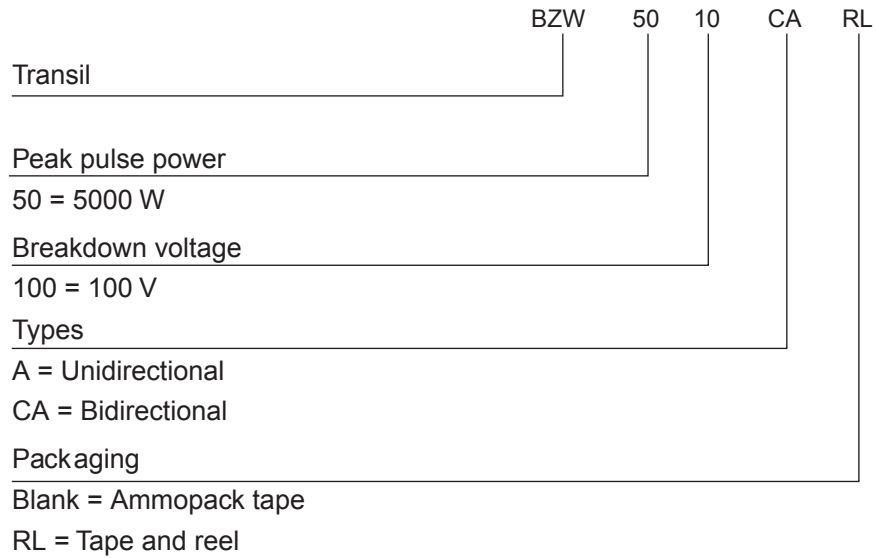 BZW 50 10 CA RL
Transil
Peak pulse power
50 = 5000 W
Breakdown voltage
100 = 100 V
Types
A = Unidirectional
CA = Bidirectional
Packaging
Blank = Ammopack tape
RL = Tape and reel